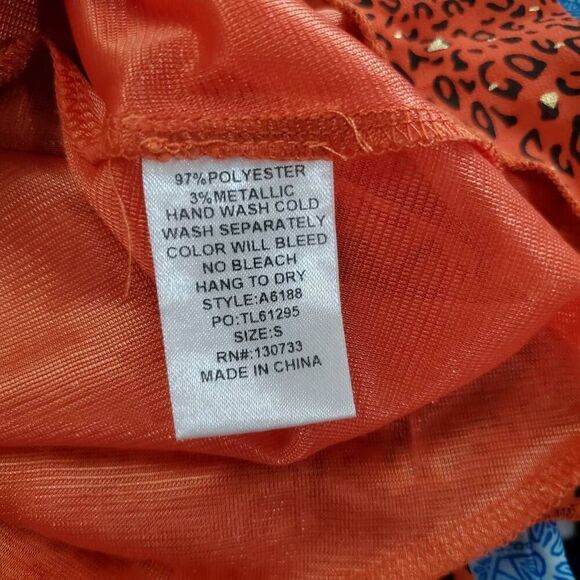 97%POLYESTER
3%METALLIC
HAND WASH COLD
WASH SEPARATELY
COLOR WILL BLEED
NO BLEACH
HANG TO DRY
STYLE:A6188
PO:TL61295
SIZE:S
RN#:130733
MADE IN CHINA